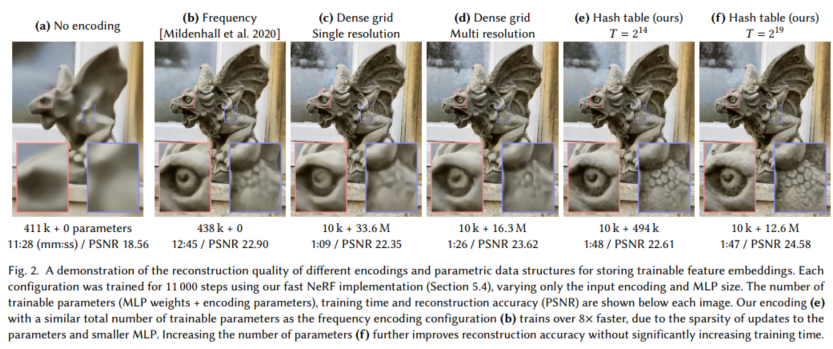 (a) No encoding
(b) Frequency
[Mildenhall et al. 2020]
(c) Dense grid
Single resolution
(d) Dense grid
Multi resolution
(e) Hash table (ours)
T = 2¹⁴
(f) Hash table (ours)
T = 2¹⁹
411 k + 0 parameters
11:28 (mm:ss) / PSNR 18.56
438 k + 0
12:45 / PSNR 22.90
10 k + 33.6 M
1:09 / PSNR 22.35
10 k + 16.3 M
1:26 / PSNR 23.62
10 k + 494 k
1:48 / PSNR 22.61
10 k + 12.6 M
1:47 / PSNR 24.58
Fig. 2. A demonstration of the reconstruction quality of different encodings and parametric data structures for storing trainable feature embeddings. Each
configuration was trained for 11 000 steps using our fast NeRF implementation (Section 5.4), varying only the input encoding and MLP size. The number of
trainable parameters (MLP weights + encoding parameters), training time and reconstruction accuracy (PSNR) are shown below each image. Our encoding (e)
with a similar total number of trainable parameters as the frequency encoding configuration (b) trains over 8× faster, due to the sparsity of updates to the
parameters and smaller MLP. Increasing the number of parameters (f) further improves reconstruction accuracy without significantly increasing training time.